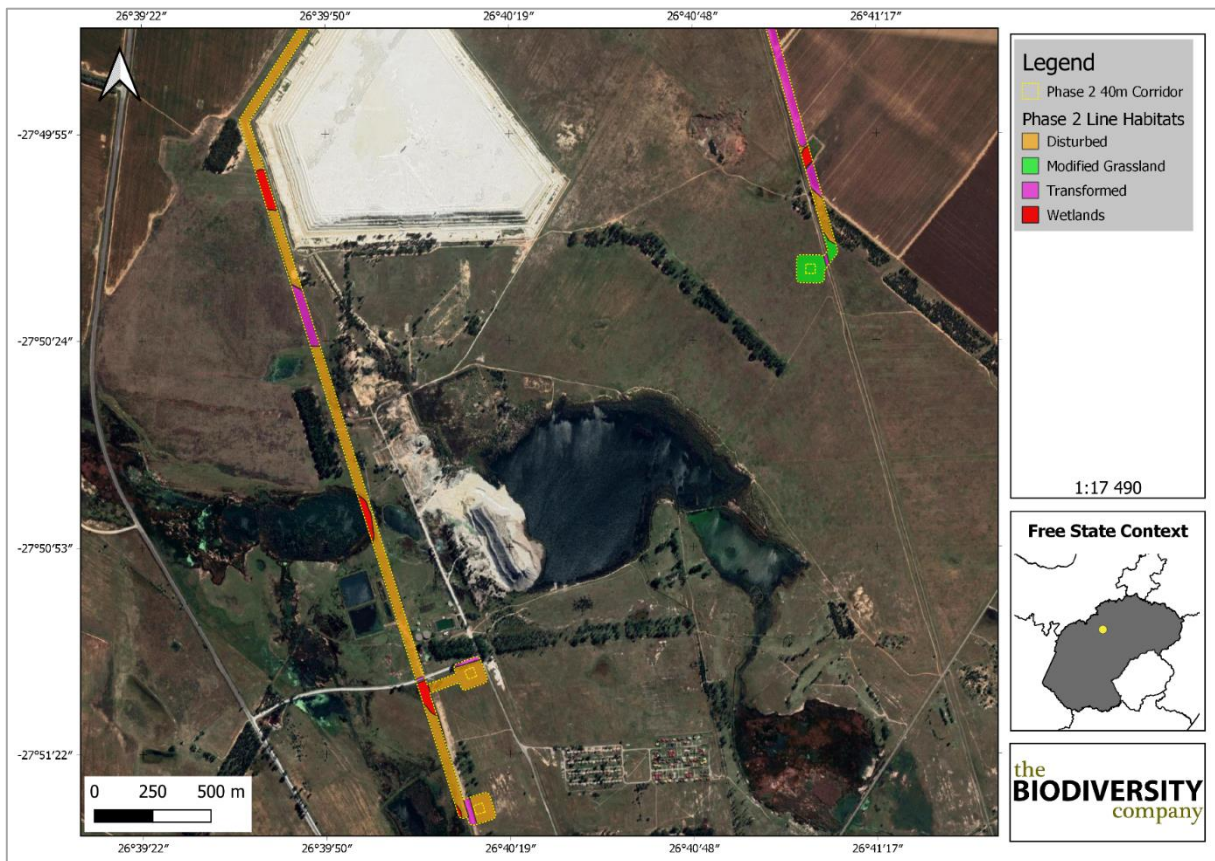 26°39′22″ 26°39′50″ 26°40′19″ 26°40′48″ 26°41′17″
-27°49′55″
-27°50′24″
-27°50′53″
-27°51′22″
0 250 500 m
26°39′22″ 26°39′50″ 26°40′19″ 26°40′48″ 26°41′17″
Legend
Phase 2 40m Corridor
Phase 2 Line Habitats
Disturbed
Modified Grassland
Transformed
Wetlands
1:17 490
Free State Context
the
BIODIVERSITY
company